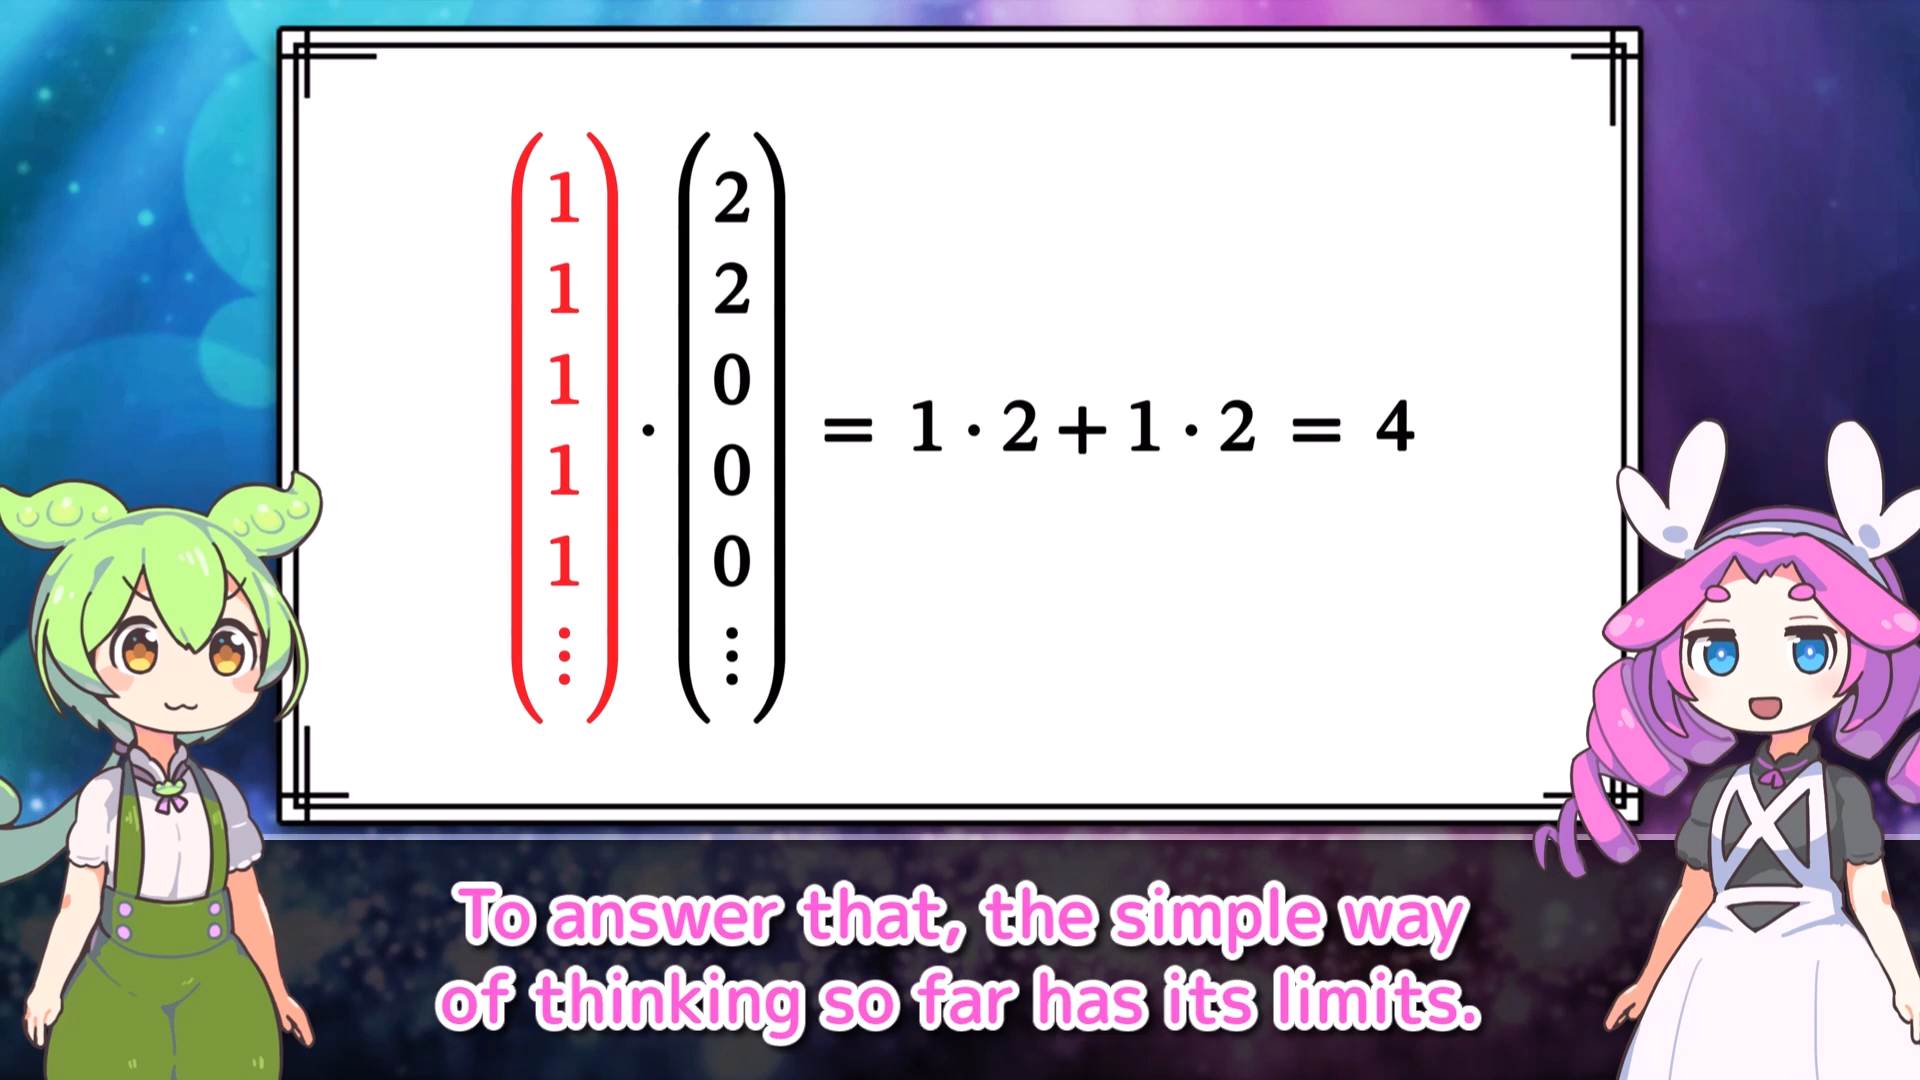 1 2
1 2
1 0
1 · 0 = 1 · 2 + 1 · 2 = 4
1 0
⋮ ⋮
To answer that, the simple way
of thinking so far has its limits.